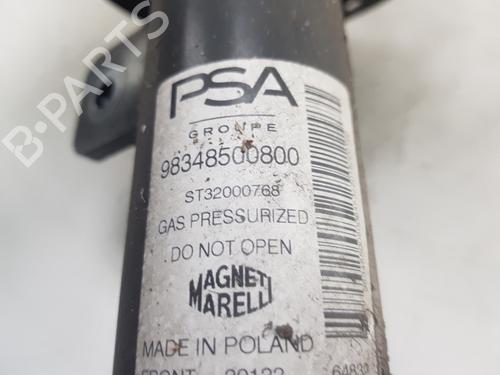 PSA
GROUPE
98348500800
ST32000768
GAS PRESSURIZED
DO NOT OPEN
MAGNETI
MARELLI
MADE IN POLAND
B-PARTS